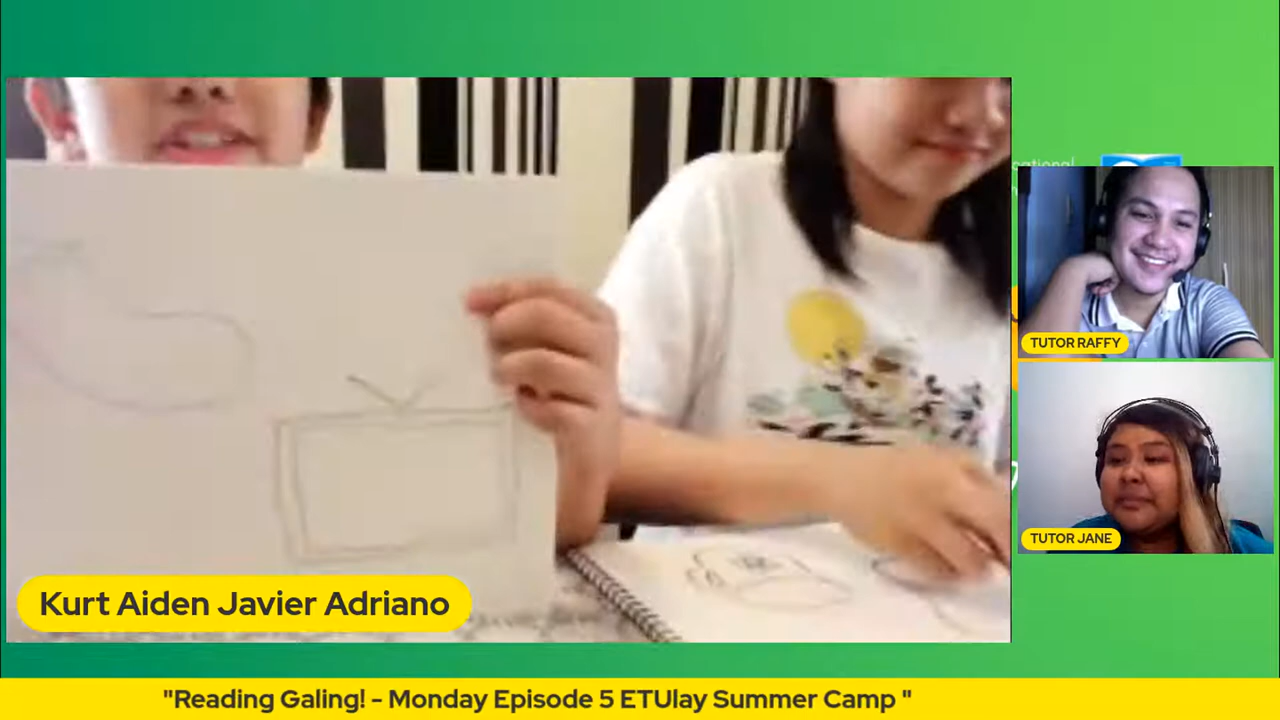 Kurt Aiden Javier Adriano
TUTOR RAFFY
TUTOR JANE
"Reading Galing! - Monday Episode 5 ETUlay Summer Camp "